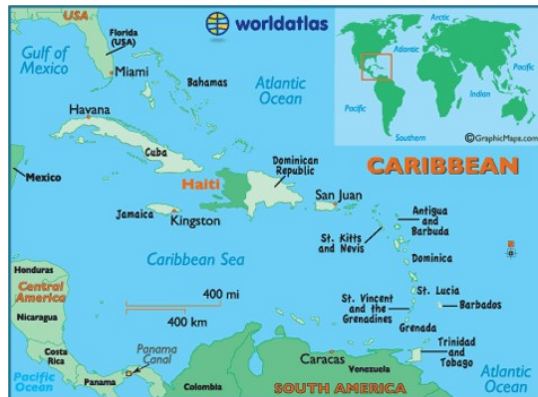 USA
Florida
(USA)
worldatlas
Arctic
Atlantic
Pacific
Indian
Pacific
Southern
©GraphicMaps.com
Gulf of
Mexico
Miami
Bahamas
Atlantic
Ocean
Havana
Cuba
CARIBBEAN
Dominican
Republic
Mexico
Haiti
San Juan
Jamaica
Kingston
Antigua
and
Barbuda
St. Kitts
and Nevis
Caribbean Sea
Dominica
Honduras
Central
America
400 mi
400 km
St. Lucia
St. Vincent
and the
Grenadines
Barbados
Nicaragua
Grenada
Costa
Rica
Panama
Canal
Trinidad
and
Tobago
Caracas
Venezuela
Pacific
Ocean
Panama
Colombia
SOUTH AMERICA
Atlantic
Ocean